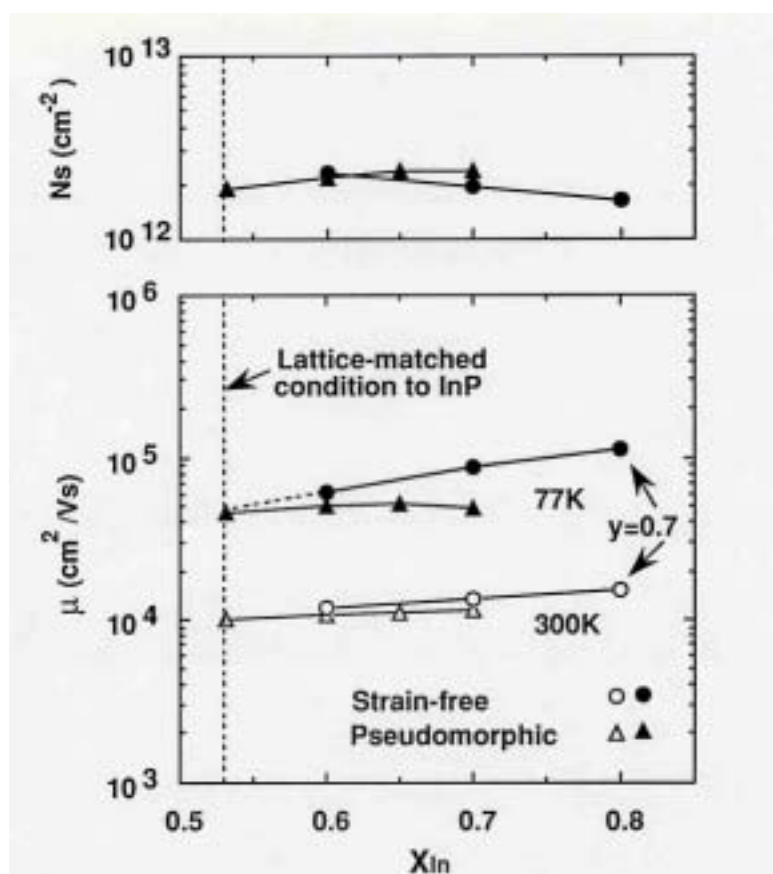 10 13
Ns (cm-2)
10 12
10 6
Lattice-matched
condition to InP
10 5
77K
y=0.7
μ (cm2 /Vs)
10 4
300K
Strain-free
Pseudomorphic
10 3
0.5 0.6 0.7 0.8
XIn